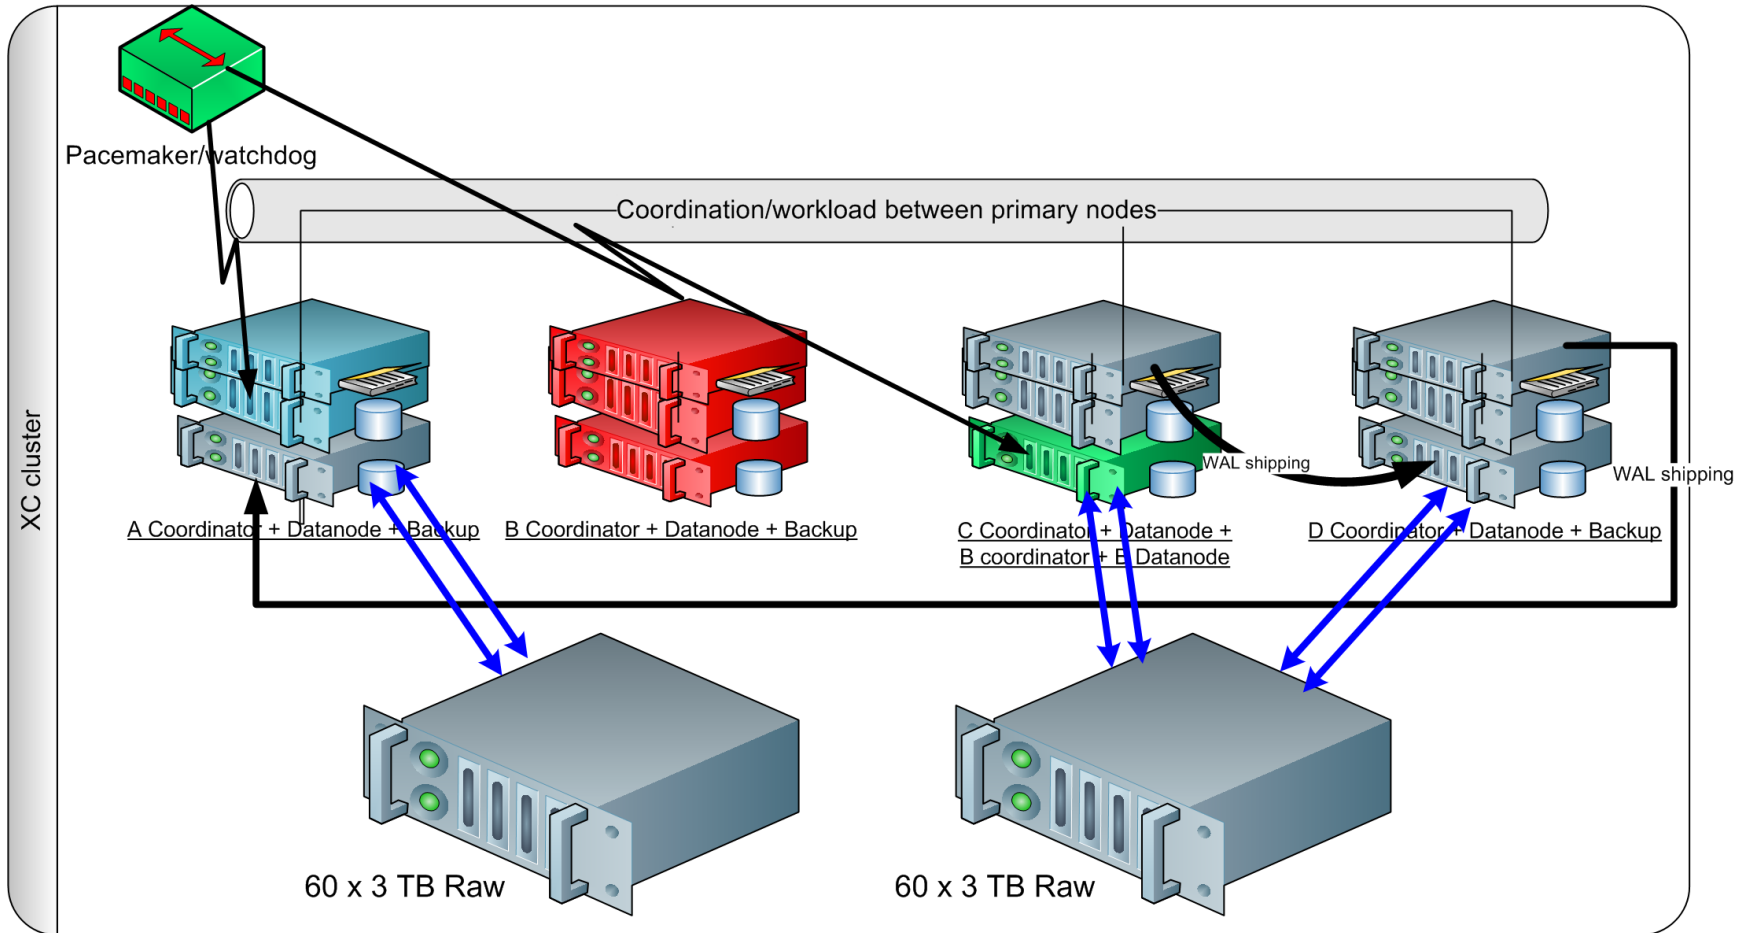 Pacemaker/watchdog
Coordination/workload between primary nodes
XC cluster
WAL shipping
WAL shipping
A Coordinator + Datanode + Backup
B Coordinator + Datanode + Backup
C Coordinator + Datanode +
B coordinator + B Datanode
D Coordinator + Datanode + Backup
60 x 3 TB Raw
60 x 3 TB Raw